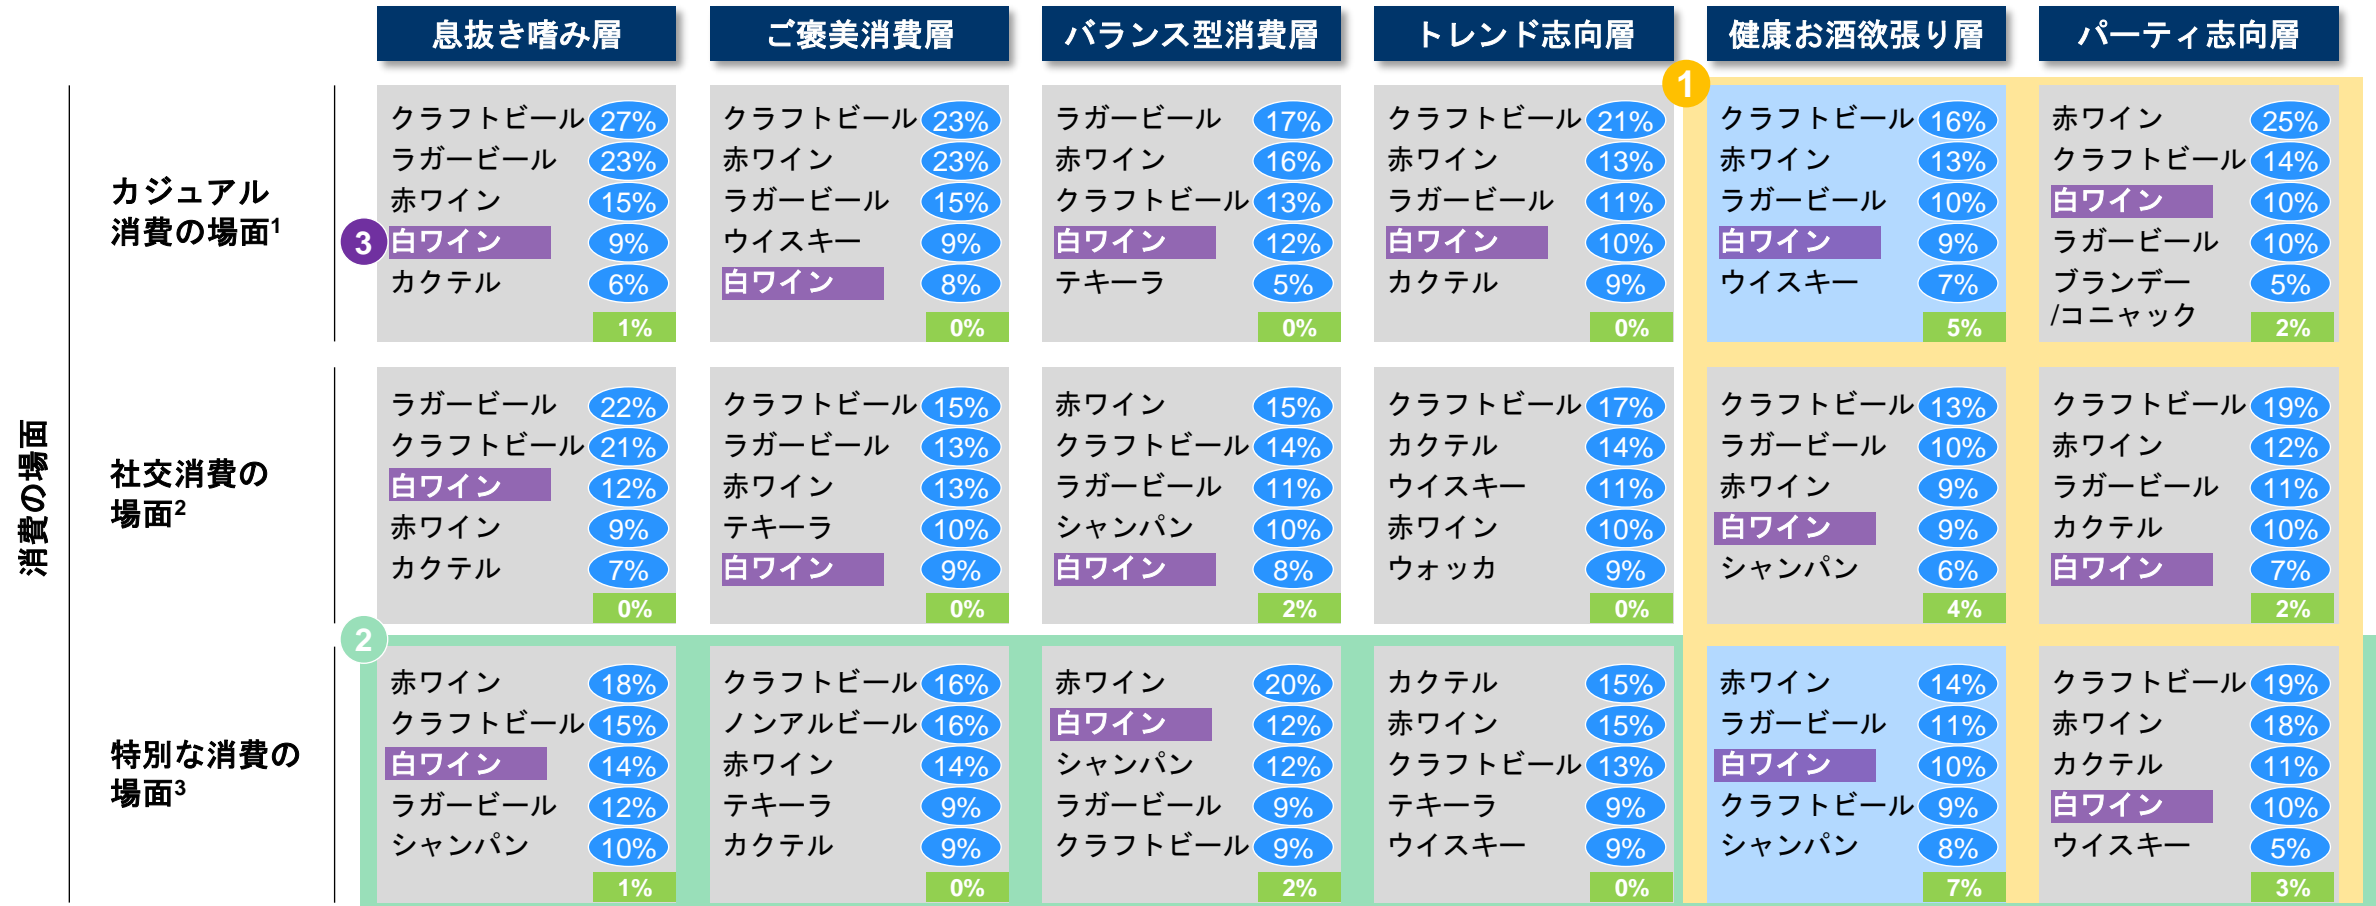 息抜き嗜み層
ご褒美消費層
バランス型消費層
トレンド志向層
健康お酒欲張り層
パーティ志向層
1
消費の場面
カジュアル
消費の場面1
3
クラフトビール 27%
ラガービール 23%
赤ワイン 15%
白ワイン 9%
カクテル 6%
1%
クラフトビール 23%
赤ワイン 23%
ラガービール 15%
ウイスキー 9%
白ワイン 8%
0%
ラガービール 17%
赤ワイン 16%
クラフトビール 13%
白ワイン 12%
テキーラ 5%
0%
クラフトビール 21%
赤ワイン 13%
ラガービール 11%
白ワイン 10%
カクテル 9%
0%
クラフトビール 16%
赤ワイン 13%
ラガービール 10%
白ワイン 9%
ウイスキー 7%
5%
赤ワイン 25%
クラフトビール 14%
白ワイン 10%
ラガービール 10%
ブランデー 5%
/コニャック
2%
社交消費の
場面2
ラガービール 22%
クラフトビール 21%
白ワイン 12%
赤ワイン 9%
カクテル 7%
0%
クラフトビール 15%
ラガービール 13%
赤ワイン 13%
テキーラ 10%
白ワイン 9%
0%
赤ワイン 15%
クラフトビール 14%
ラガービール 11%
シャンパン 10%
白ワイン 8%
2%
クラフトビール 17%
カクテル 14%
ウイスキー 11%
赤ワイン 10%
ウォッカ 9%
0%
クラフトビール 13%
ラガービール 10%
赤ワイン 9%
白ワイン 9%
シャンパン 6%
4%
クラフトビール 19%
赤ワイン 12%
ラガービール 11%
カクテル 10%
白ワイン 7%
2%
2
特別な消費の
場面3
赤ワイン 18%
クラフトビール 15%
白ワイン 14%
ラガービール 12%
シャンパン 10%
1%
クラフトビール 16%
ノンアルビール 16%
赤ワイン 14%
テキーラ 9%
カクテル 9%
0%
赤ワイン 20%
白ワイン 12%
シャンパン 12%
ラガービール 9%
クラフトビール 9%
2%
カクテル 15%
赤ワイン 15%
クラフトビール 13%
テキーラ 9%
ウイスキー 9%
0%
赤ワイン 14%
ラガービール 11%
白ワイン 10%
クラフトビール 9%
シャンパン 8%
7%
クラフトビール 19%
赤ワイン 18%
カクテル 11%
白ワイン 10%
ウイスキー 5%
3%